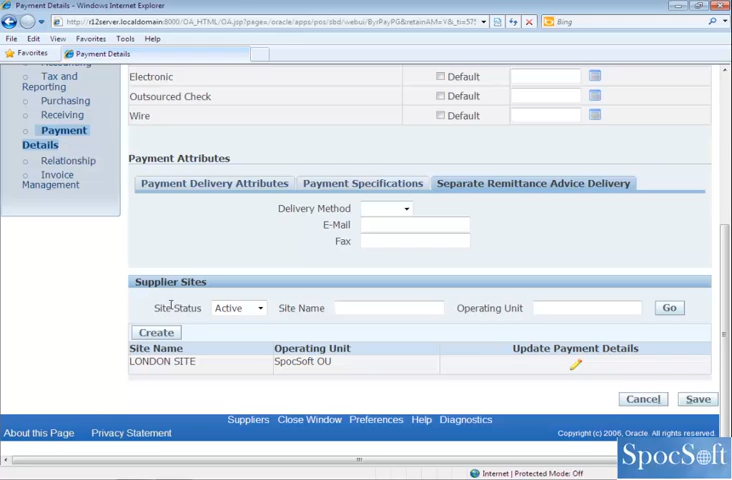 Payment Details - Windows Internet Explorer
http://r12server.localdomain:8000/OA_HTML/OA.jsp?page=/oracle/apps/pos/sbd/webui/ByrPayPG&retainAM=Y&_ti=575
Bing
File Edit View Favorites Tools Help
Favorites Payment Details
Accounting
Tax and
Reporting
Purchasing
Receiving
Payment
Details
Relationship
Invoice
Management
Electronic Default
Outsourced Check Default
Wire Default
Payment Attributes
Payment Delivery Attributes Payment Specifications Separate Remittance Advice Delivery
Delivery Method
E-Mail
Fax
Supplier Sites
Site Status Active Site Name Operating Unit Go
Create
Site Name Operating Unit Update Payment Details
LONDON SITE SpocSoft OU
Cancel Save
Suppliers Close Window Preferences Help Diagnostics
About this Page Privacy Statement Copyright (c) 2006, Oracle. All rights reserved.
Internet | Protected Mode: Off
SpocSoft